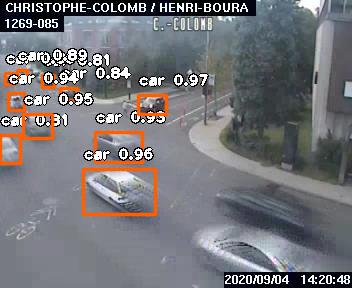 CHRISTOPHE-COLOMB / HENRI-BOURA
1269-085
C.-COLOMB
car 0.89
0.81
car 0.94
0.84
car 0.97
car 0.95
car 0.81
car 0.93
car 0.96
2020/09/04 14:20:48